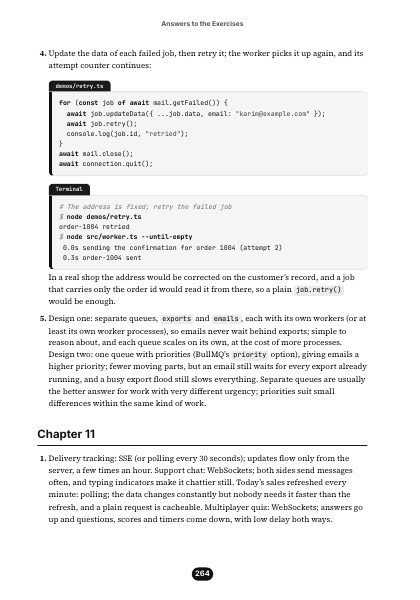 Answers to the Exercises
4. Update the data of each failed job, then retry it; the worker picks it up again, and its
attempt counter continues:
demos/retry.ts
for (const job of await mail.getFailed()) {
  await job.updateData({ ...job.data, email: "karim@example.com" });
  await job.retry();
  console.log(job.id, "retried");
}
await mail.close();
await connection.quit();
Terminal
# The address is fixed; retry the failed job
$ node demos/retry.ts
order-1004 retried
$ node src/worker.ts --until-empty
 0.0s sending the confirmation for order 1004 (attempt 2)
 0.3s order-1004 sent
In a real shop the address would be corrected on the customer's record, and a job
that carries only the order id would read it from there, so a plain job.retry()
would be enough.
5. Design one: separate queues, exports and emails, each with its own workers (or at
least its own worker processes), so emails never wait behind exports; simple to
reason about, and each queue scales on its own, at the cost of more processes.
Design two: one queue with priorities (BullMQ's priority option), giving emails a
higher priority; fewer moving parts, but an email still waits for every export already
running, and a busy export flood still slows everything. Separate queues are usually
the better answer for work with very different urgency; priorities suit small
differences within the same kind of work.
Chapter 11
1. Delivery tracking: SSE (or polling every 30 seconds); updates flow only from the
server, a few times an hour. Support chat: WebSockets; both sides send messages
often, and typing indicators make it chattier still. Today's sales refreshed every
minute: polling; the data changes constantly but nobody needs it faster than the
refresh, and a plain request is cacheable. Multiplayer quiz: WebSockets; answers go
up and questions, scores and timers come down, with low delay both ways.
264